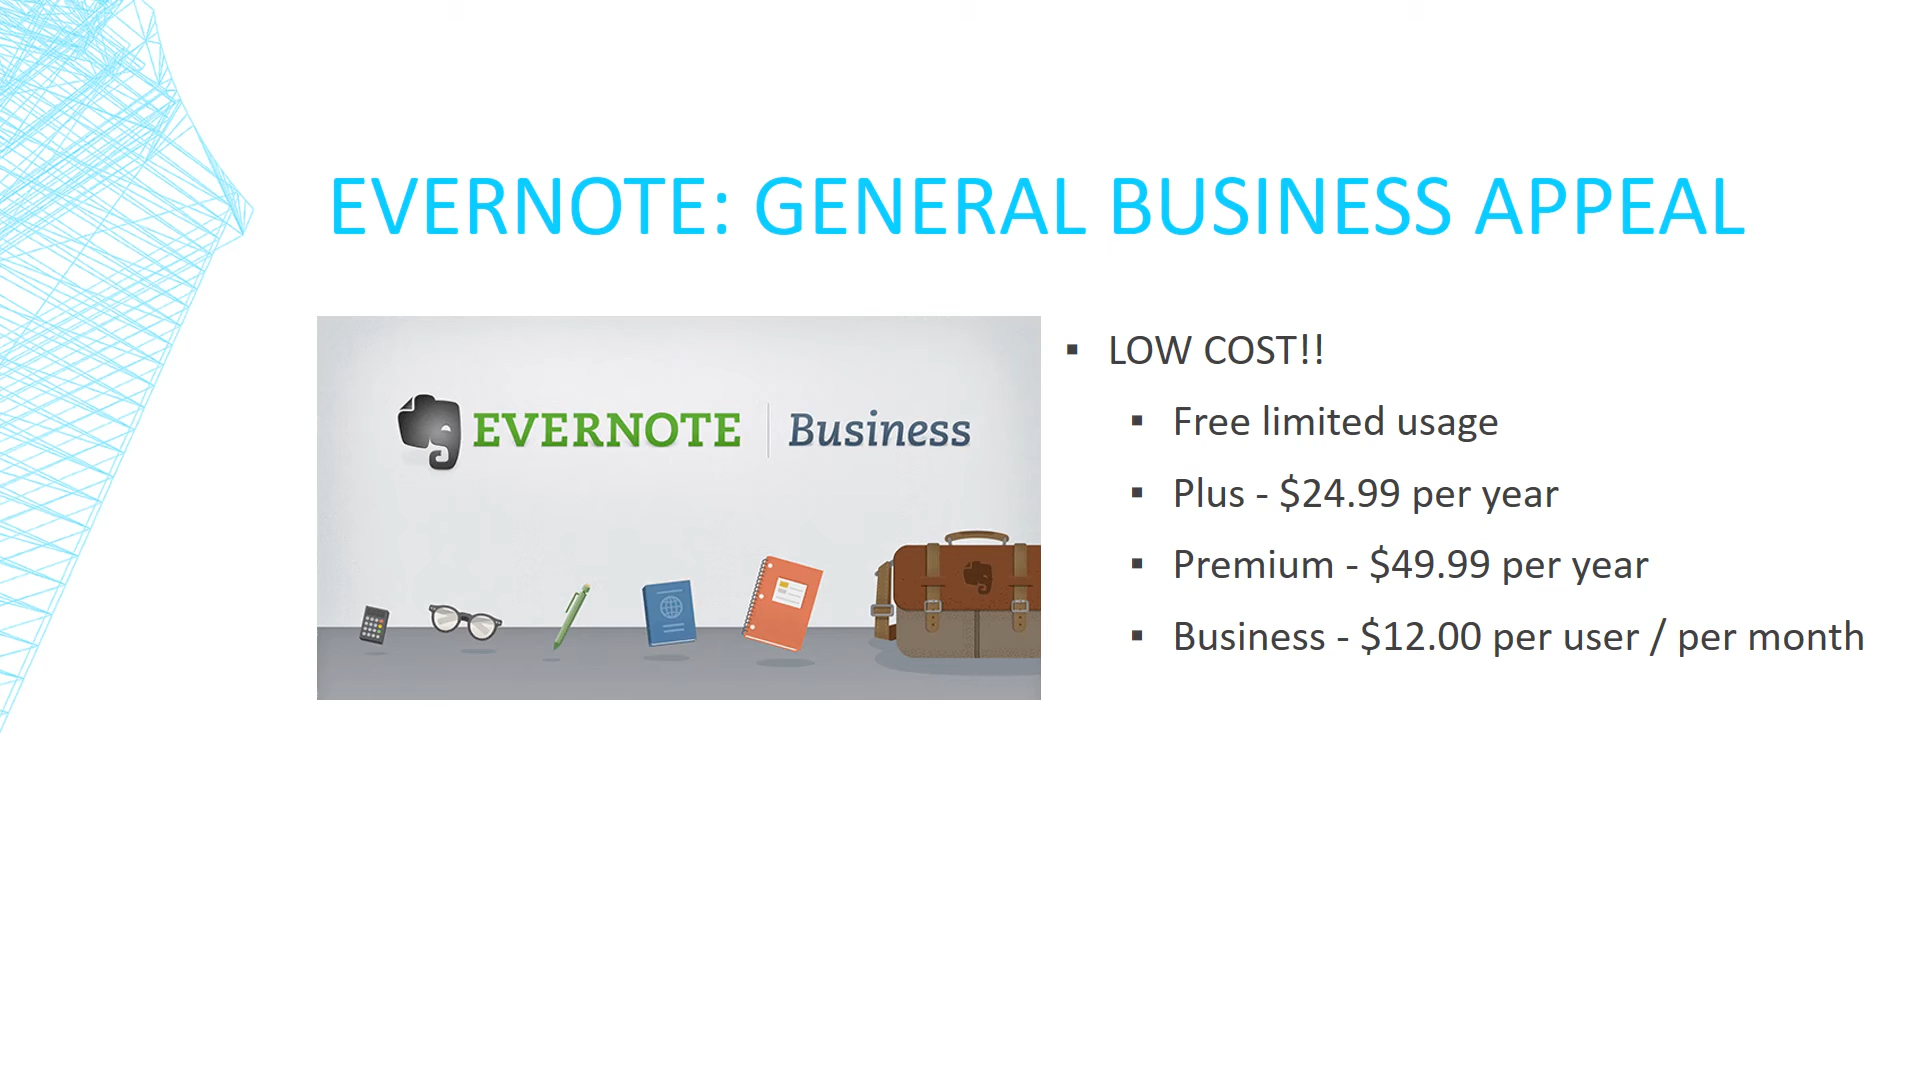 EVERNOTE: GENERAL BUSINESS APPEAL
EVERNOTE | Business
▪ LOW COST!!
▪ Free limited usage
▪ Plus - $24.99 per year
▪ Premium - $49.99 per year
▪ Business - $12.00 per user / per month